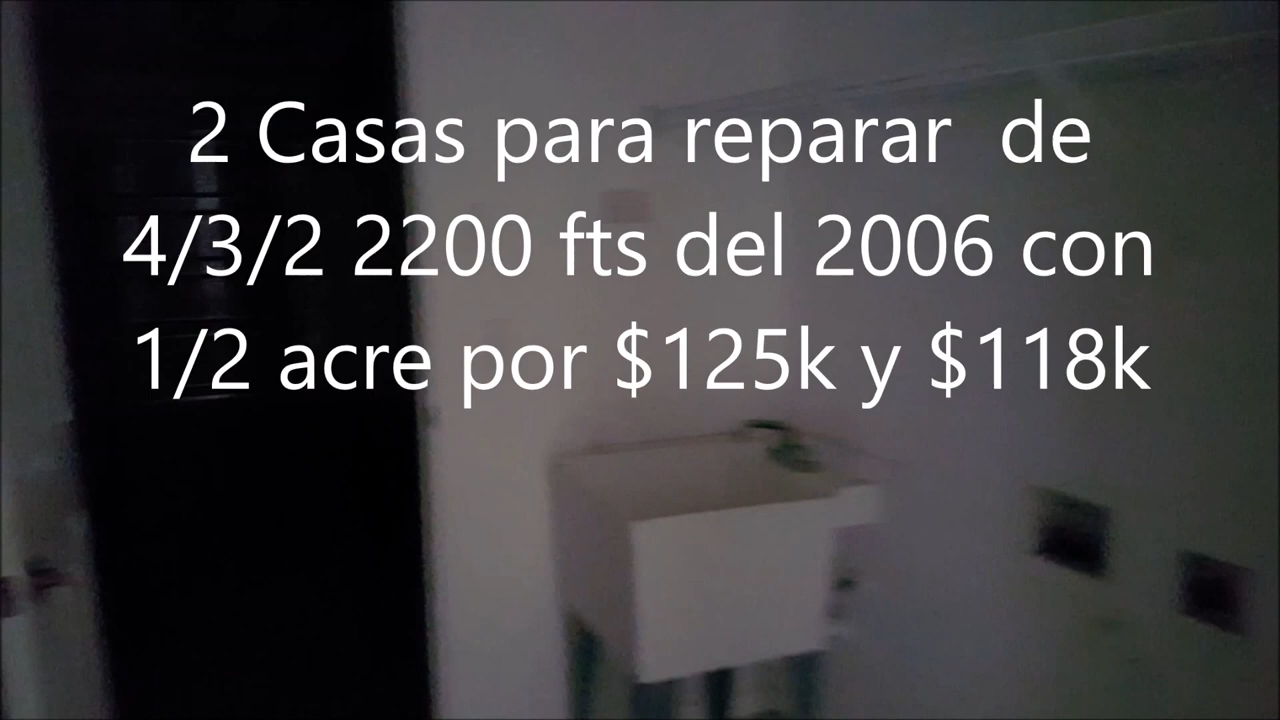 2 Casas para reparar  de
4/3/2 2200 fts del 2006 con
1/2 acre por $125k y $118k